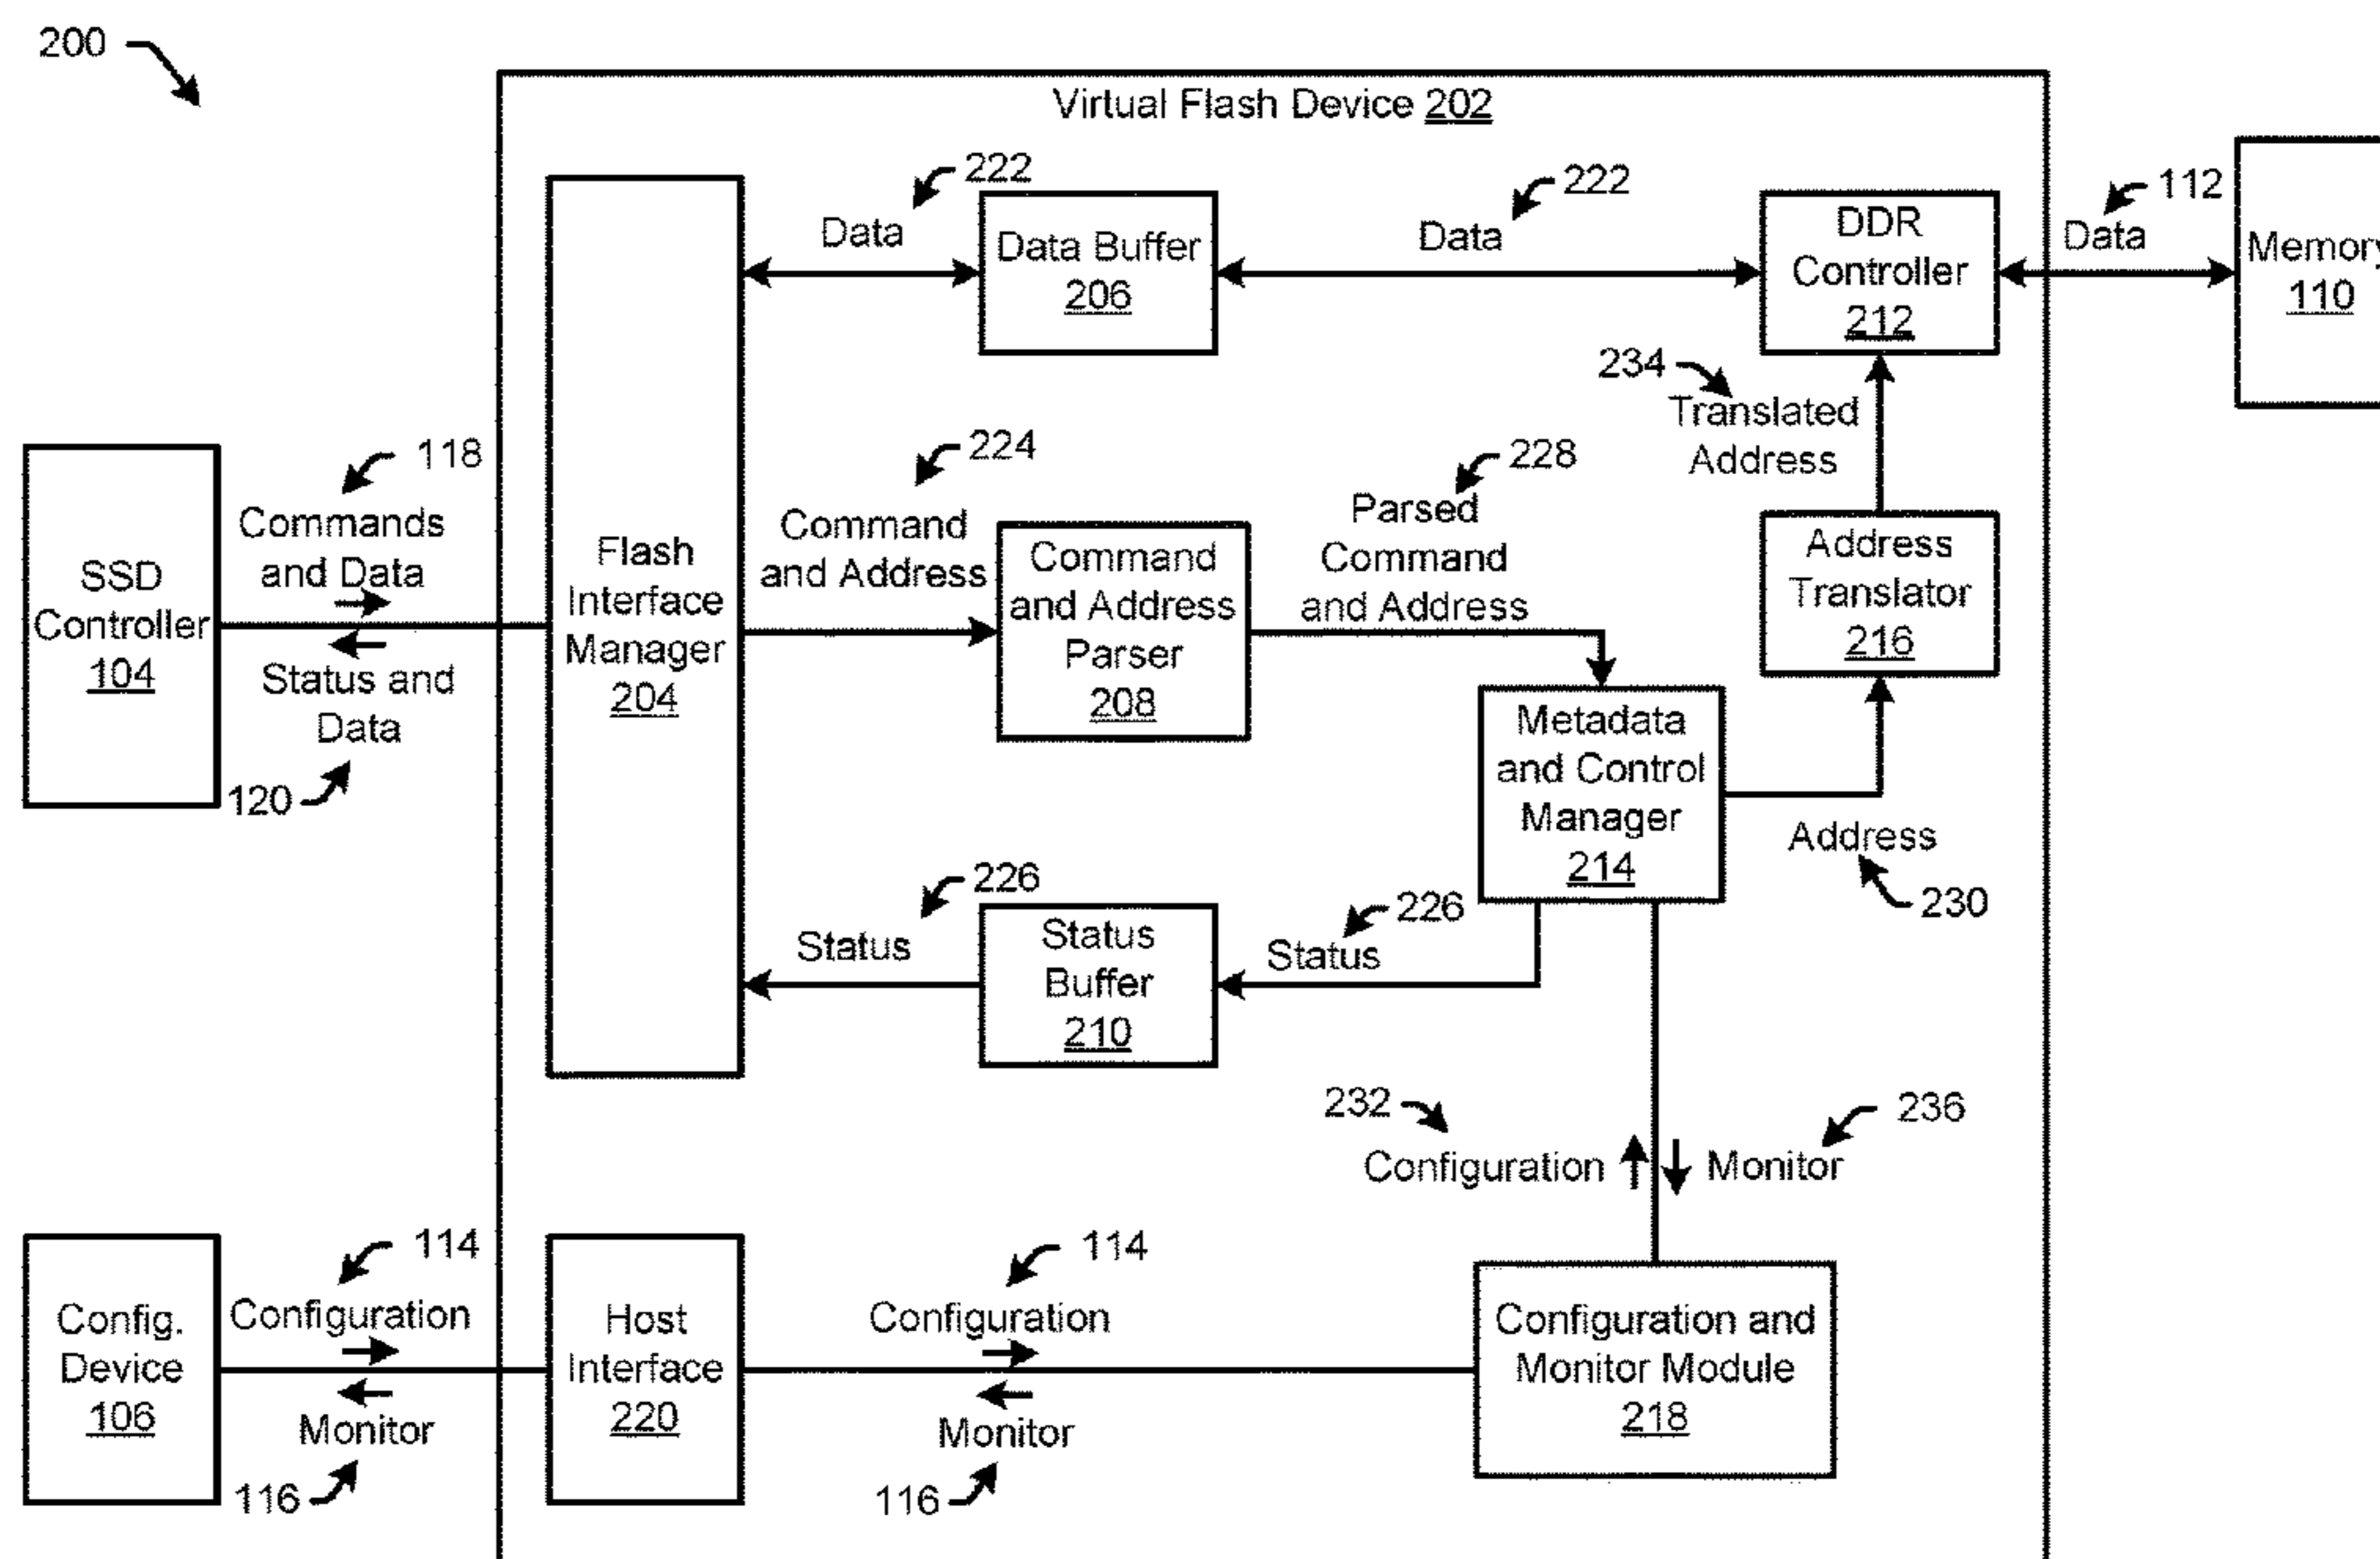 200
Virtual Flash Device 202
222
Data
Data Buffer
206
222
Data
DDR
Controller
212
112
Data
Memory
110
234
Translated
Address
SSD
Controller
104
118
Commands
and Data
Status and
Data
120
Flash
Interface
Manager
204
224
Command
and Address
Command
and Address
Parser
208
228
Parsed
Command
and Address
Address
Translator
216
Metadata
and Control
Manager
214
Address
230
226
Status
Status
Buffer
210
226
Status
232
Configuration
236
Monitor
Config.
Device
106
114
Configuration
Monitor
116
Host
Interface
220
114
Configuration
Monitor
116
Configuration and
Monitor Module
218